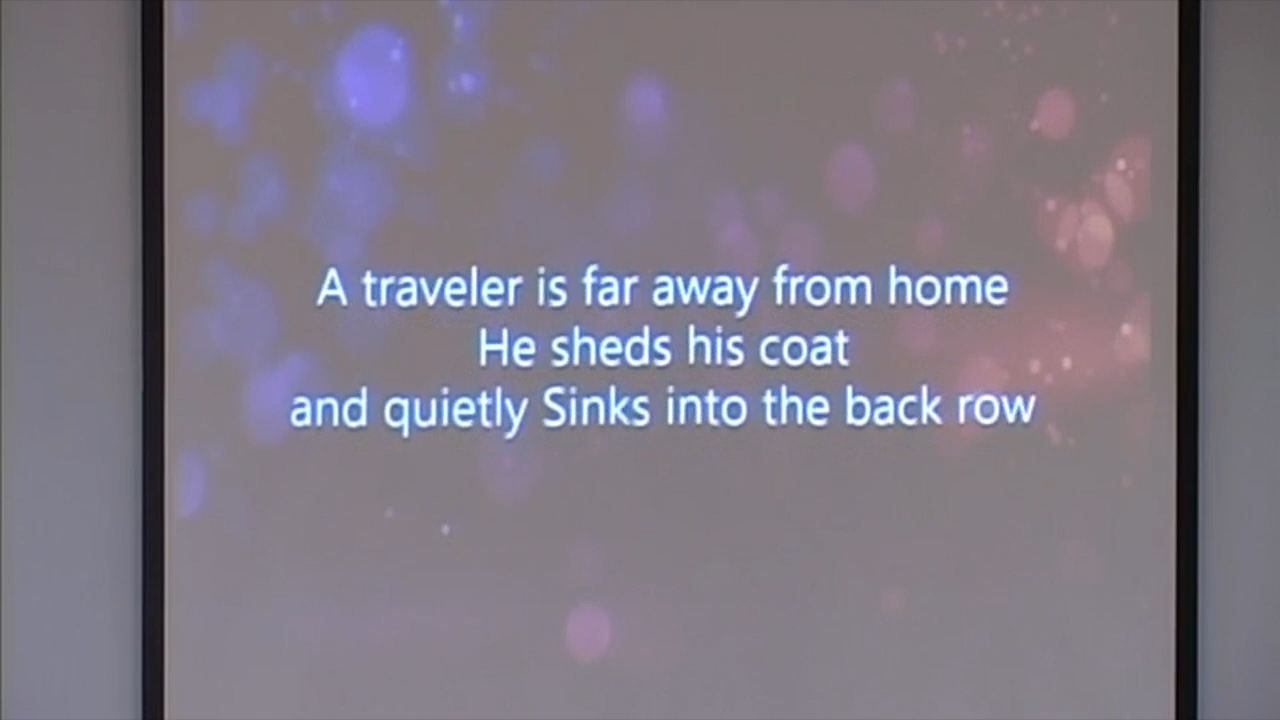 A traveler is far away from home
He sheds his coat
and quietly Sinks into the back row